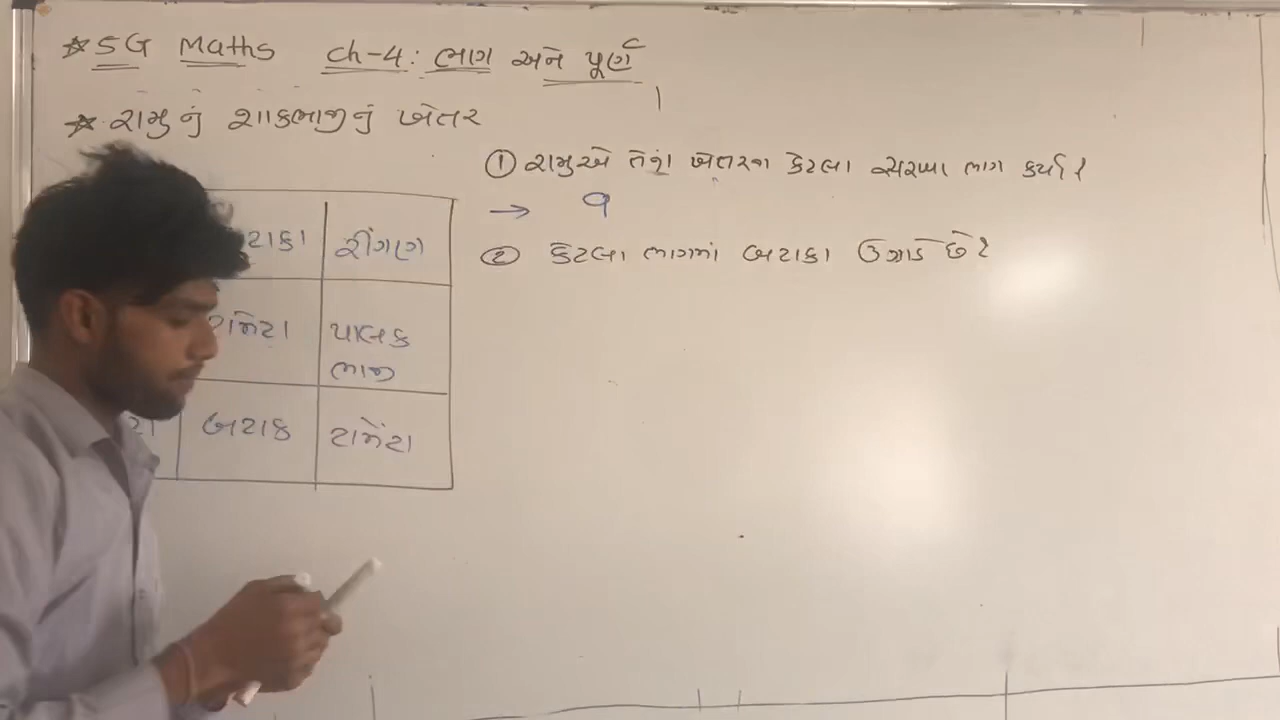 ☆ 5G Maths Ch-4: ભાગ અને પૂર્ણ
☆ રામુનું શાકભાજીનું ખેતર
① રામુએ તેનાં ખેતરના કેટલા સરખા ભાગ કર્યા?
→ ૧
② કેટલા ભાગમાં બટાકા ઉગાડે છે?
ટાકા રીંગણ
ામેટા પાલક
ભાજી
ટા બટાક ટામેંટા